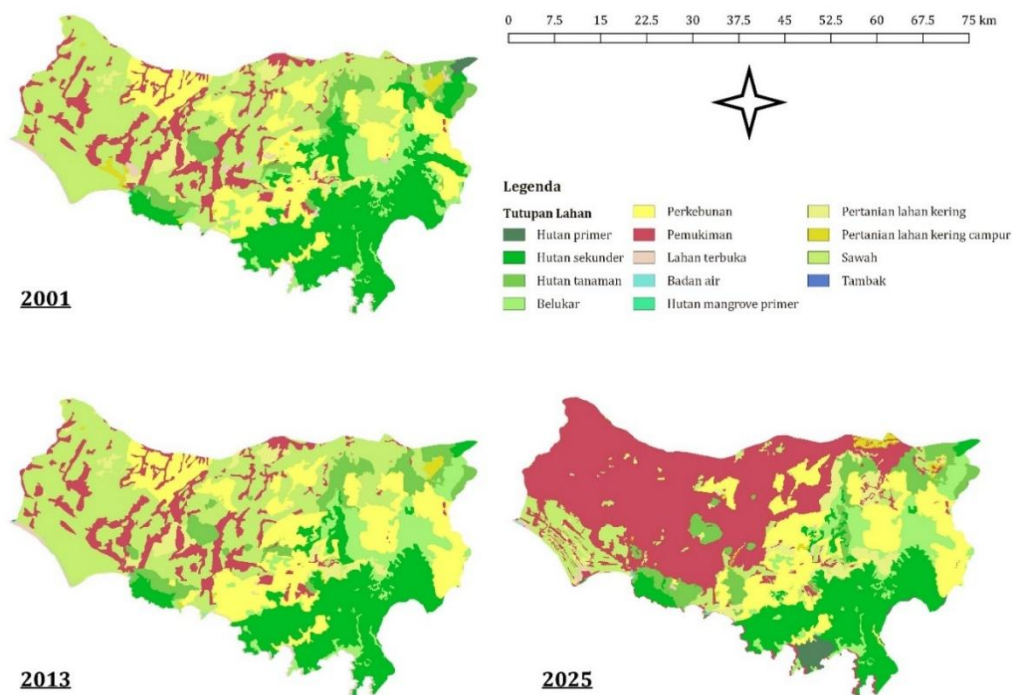 0 7.5 15 22.5 30 37.5 45 52.5 60 67.5 75 km
Legenda
Tutupan Lahan
Hutan primer
Hutan sekunder
Hutan tanaman
Belukar
Perkebunan
Pemukiman
Lahan terbuka
Badan air
Hutan mangrove primer
Pertanian lahan kering
Pertanian lahan kering campur
Sawah
Tambak
2001
2013
2025